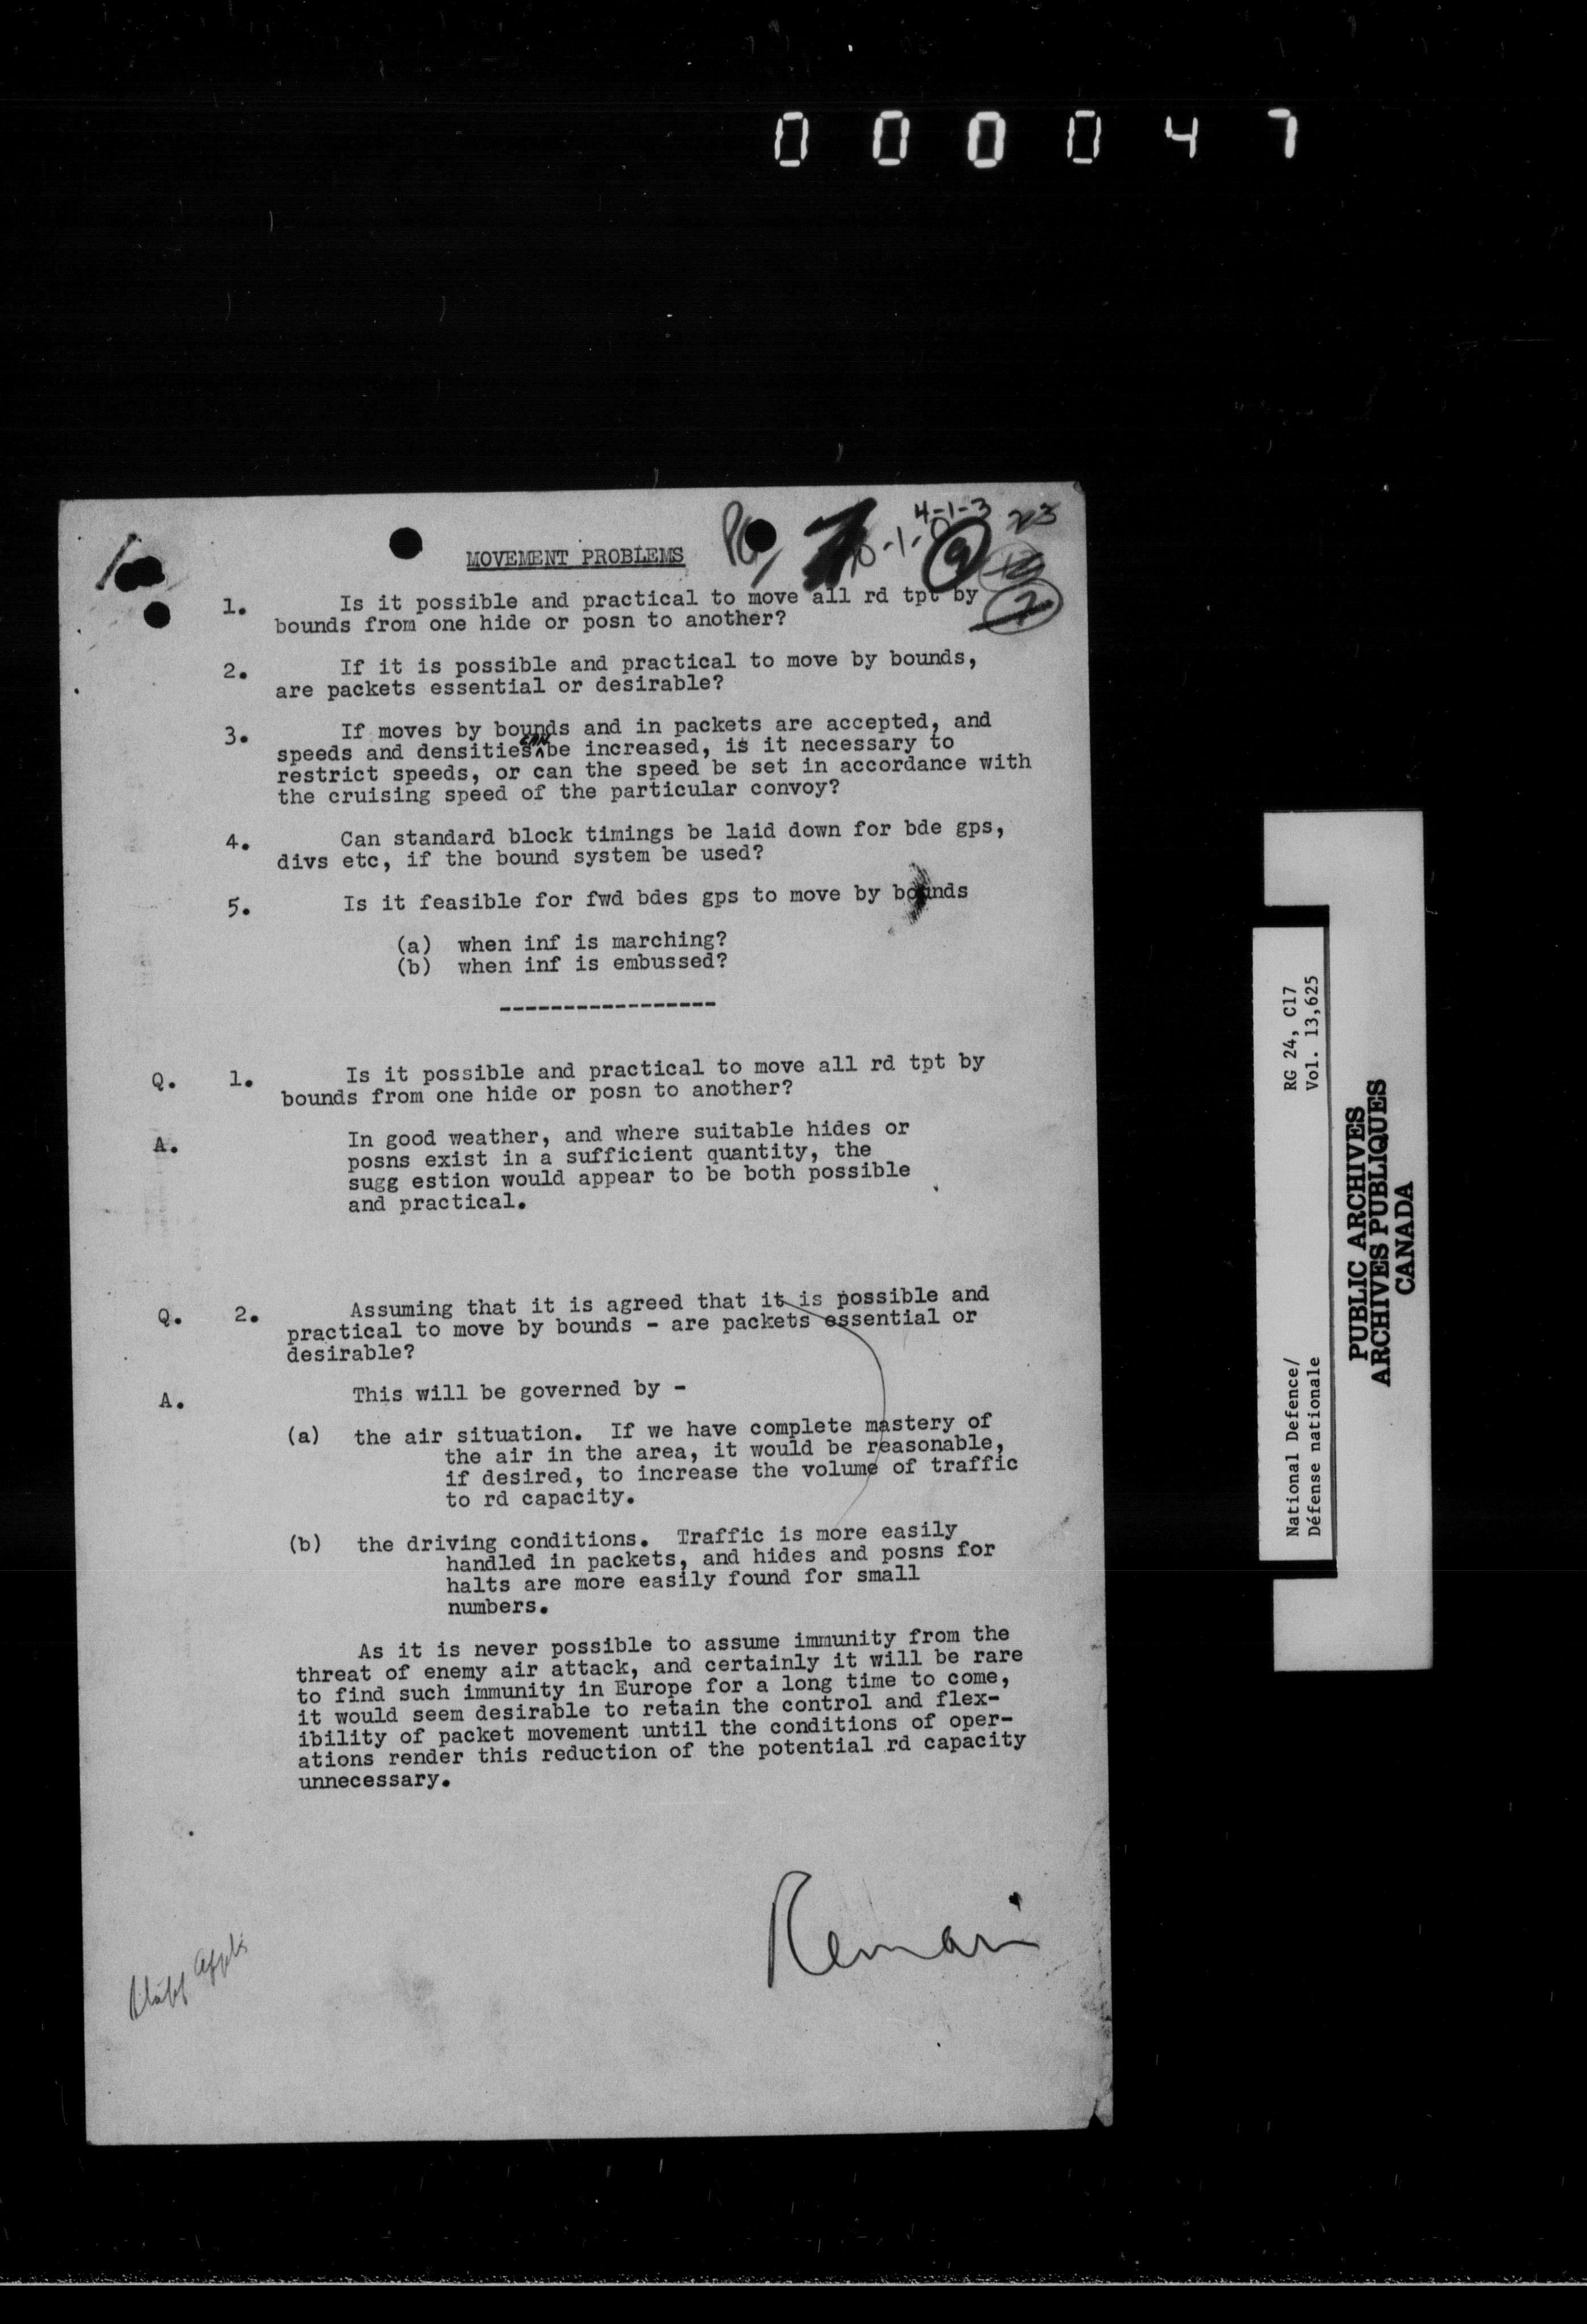 000047
4-1-3
23
MOVEMENT PROBLEMS
9
1. Is it possible and practical to move all rd tpt by
bounds from one hide or posn to another?
2. If it is possible and practical to move by bounds,
are packets essential or desirable?
3. If moves by bounds and in packets are accepted, and
speeds and densities can be increased, is it necessary to
restrict speeds, or can the speed be set in accordance with
the cruising speed of the particular convoy?
4. Can standard block timings be laid down for bde gps,
divs etc, if the bound system be used?
5. Is it feasible for fwd bdes gps to move by bounds
(a) when inf is marching?
(b) when inf is embussed?
-----------------
Q. 1. Is it possible and practical to move all rd tpt by
bounds from one hide or posn to another?
A. In good weather, and where suitable hides or
posns exist in a sufficient quantity, the
sugg estion would appear to be both possible
and practical.
Q. 2. Assuming that it is agreed that it is possible and
practical to move by bounds - are packets essential or
desirable?
A. This will be governed by -
(a) the air situation. If we have complete mastery of
the air in the area, it would be reasonable,
if desired, to increase the volume of traffic
to rd capacity.
(b) the driving conditions. Traffic is more easily
handled in packets, and hides and posns for
halts are more easily found for small
numbers.
As it is never possible to assume immunity from the
threat of enemy air attack, and certainly it will be rare
to find such immunity in Europe for a long time to come,
it would seem desirable to retain the control and flex-
ibility of packet movement until the conditions of oper-
ations render this reduction of the potential rd capacity
unnecessary.
National Defence/
Défense nationale
RG 24, C17
Vol. 13,625
PUBLIC ARCHIVES
ARCHIVES PUBLIQUES
CANADA